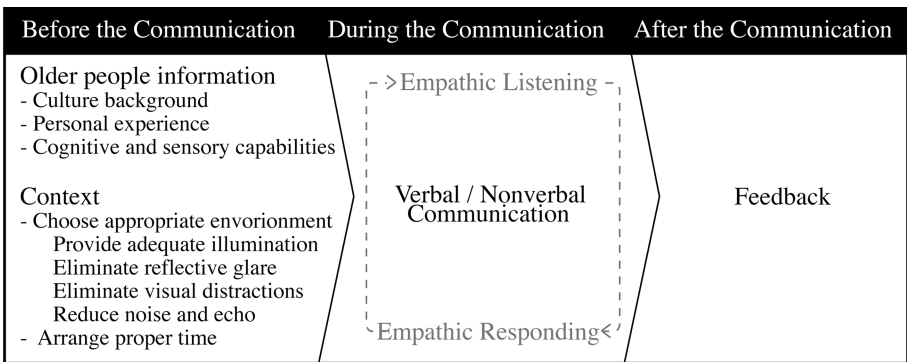 Before the Communication
During the Communication
After the Communication
Older people information
- Culture background
- Personal experience
- Cognitive and sensory capabilities
Context
- Choose appropriate envorionment
Provide adequate illumination
Eliminate reflective glare
Eliminate visual distractions
Reduce noise and echo
- Arrange proper time
Empathic Listening
Verbal / Nonverbal
Communication
Empathic Responding
Feedback